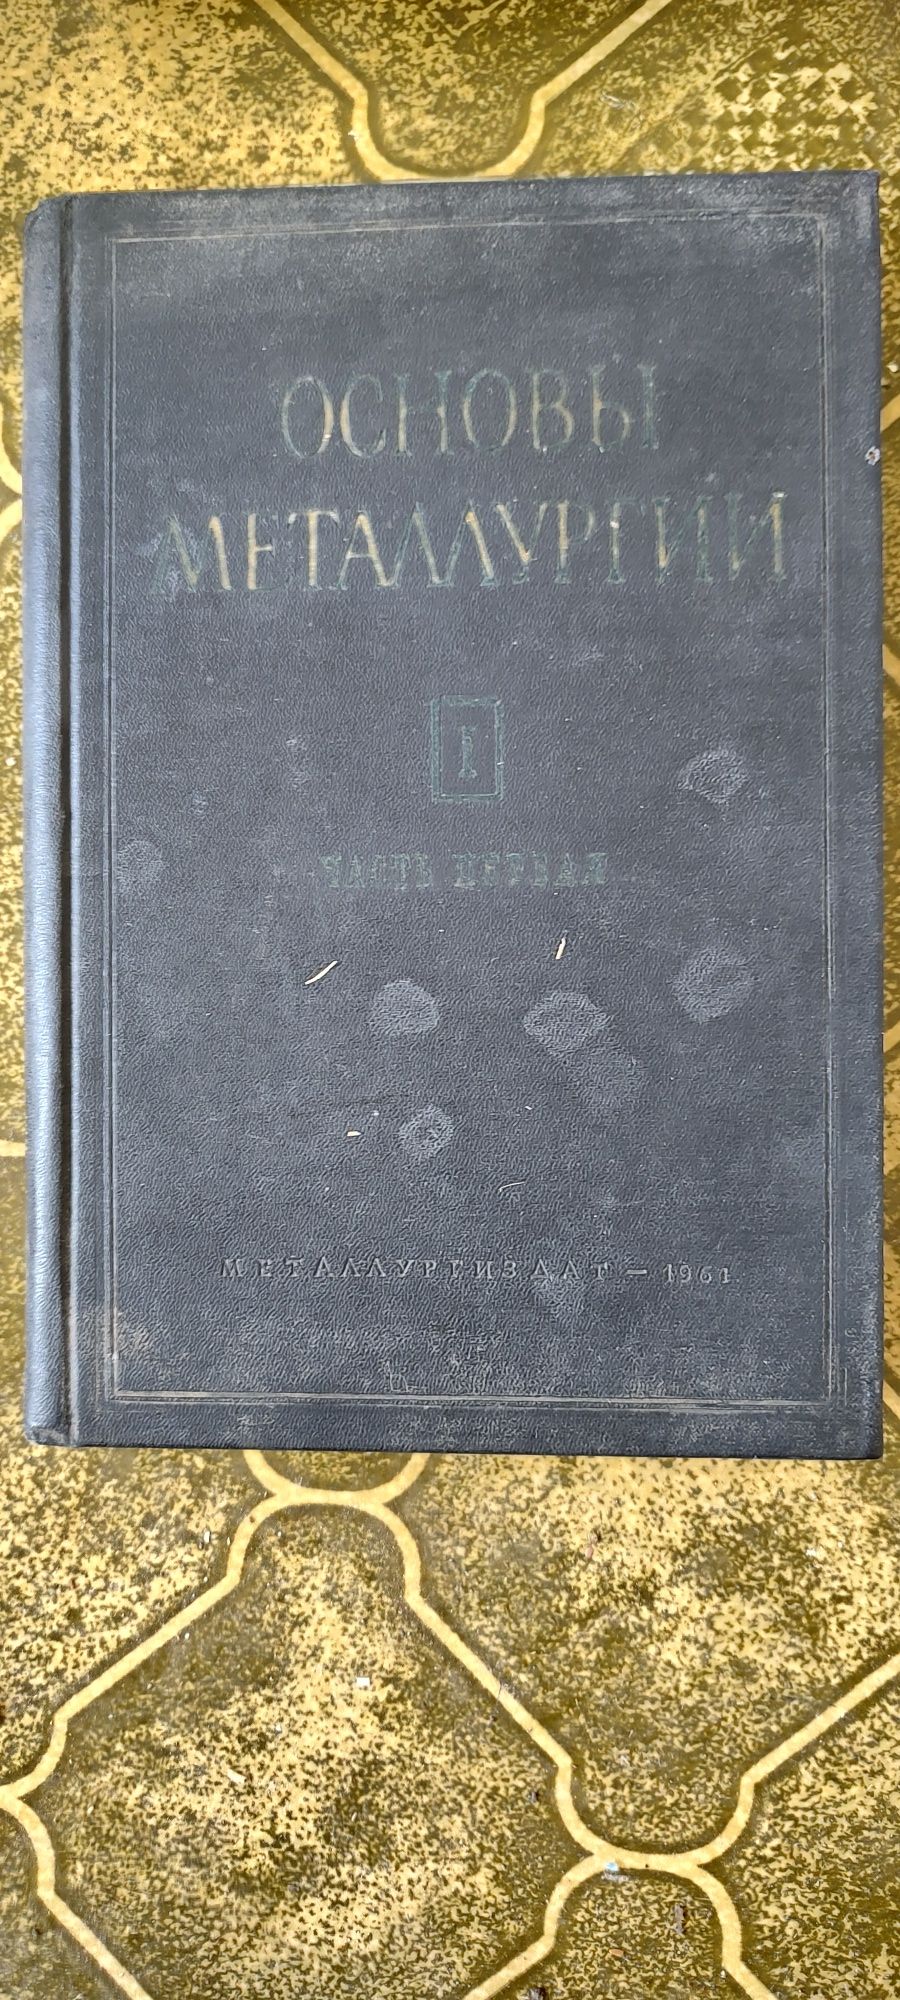 ОСНОВЫ
МЕТАЛЛУРГИИ
I
ЧАСТЬ ПЕРВАЯ
МЕТАЛЛУРГИЗДАТ — 1961